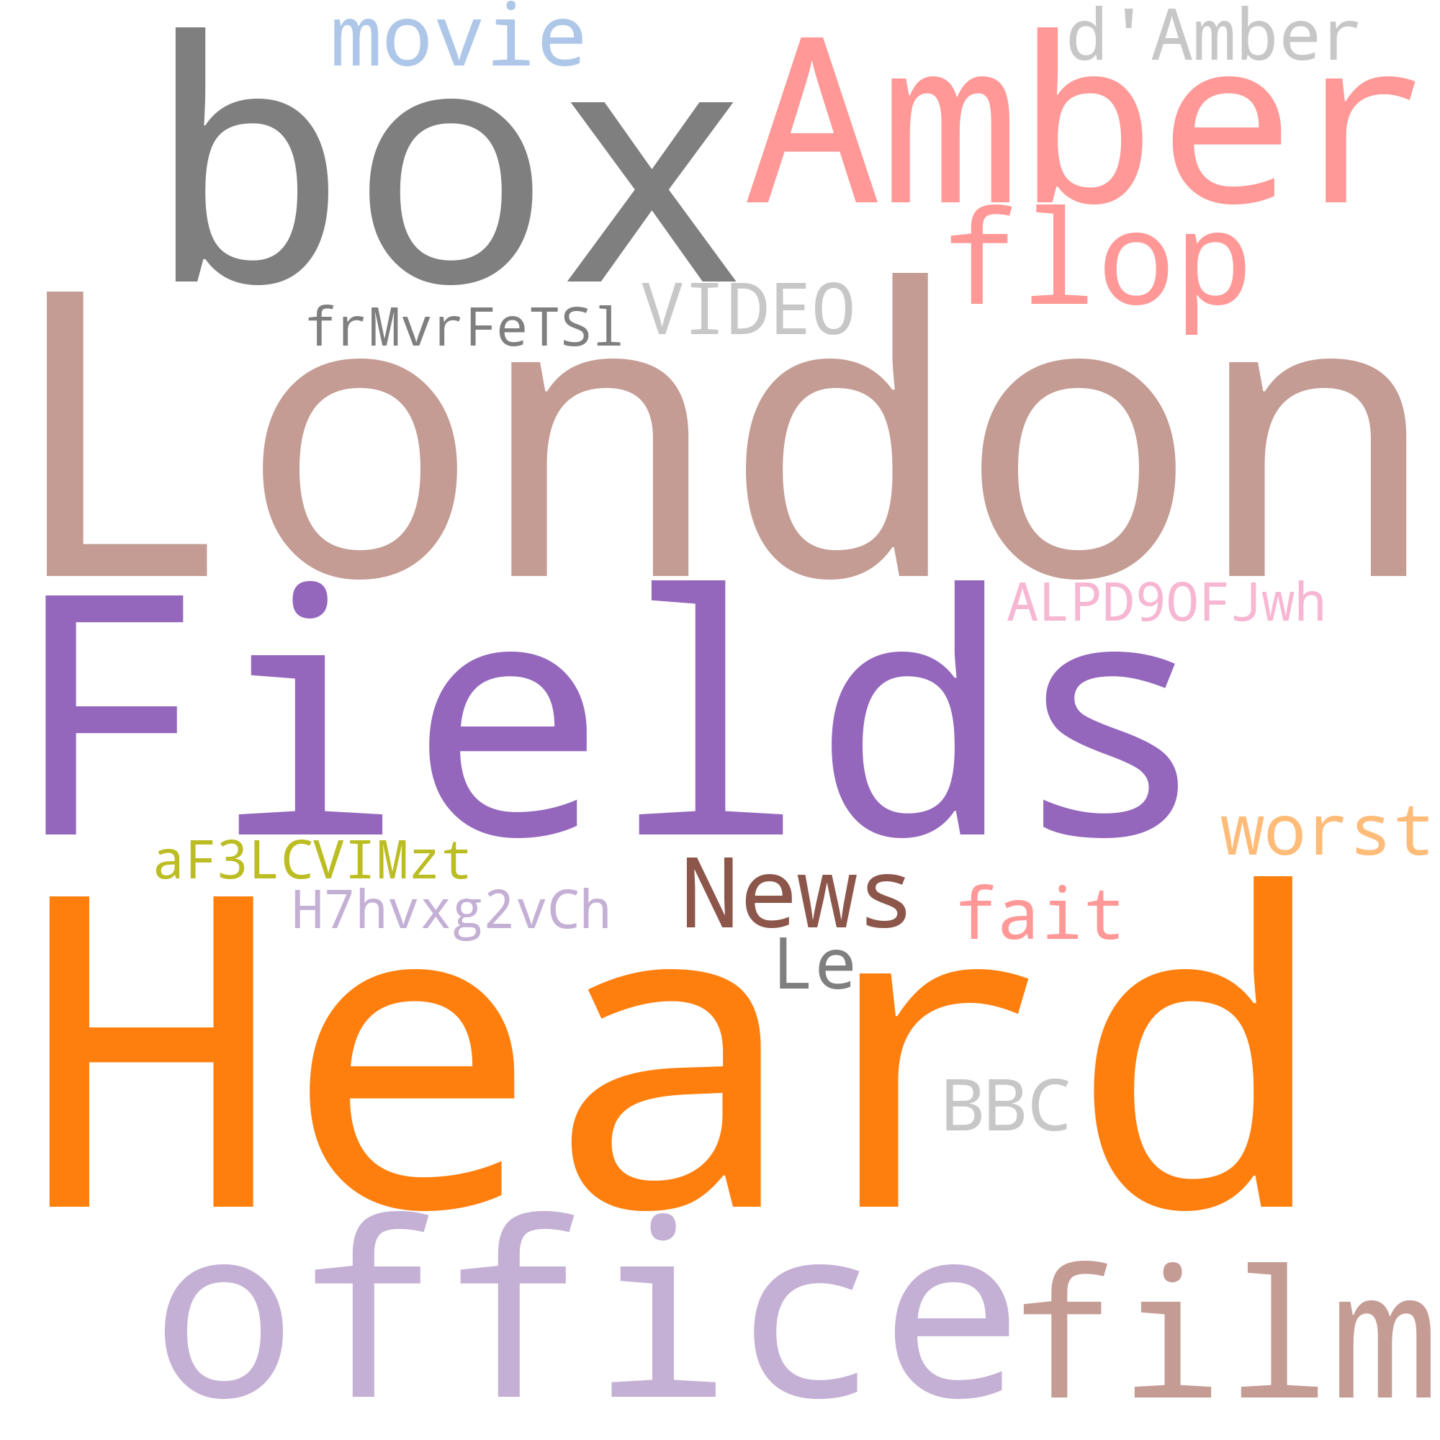 movie
d'Amber
box
Amber
flop
VIDEO
frMvrFeTSl
London
Fields
ALPD9OFJwh
worst
aF3LCVIMzt
News
H7hvxg2vCh
fait
Le
Heard
BBC
office
film